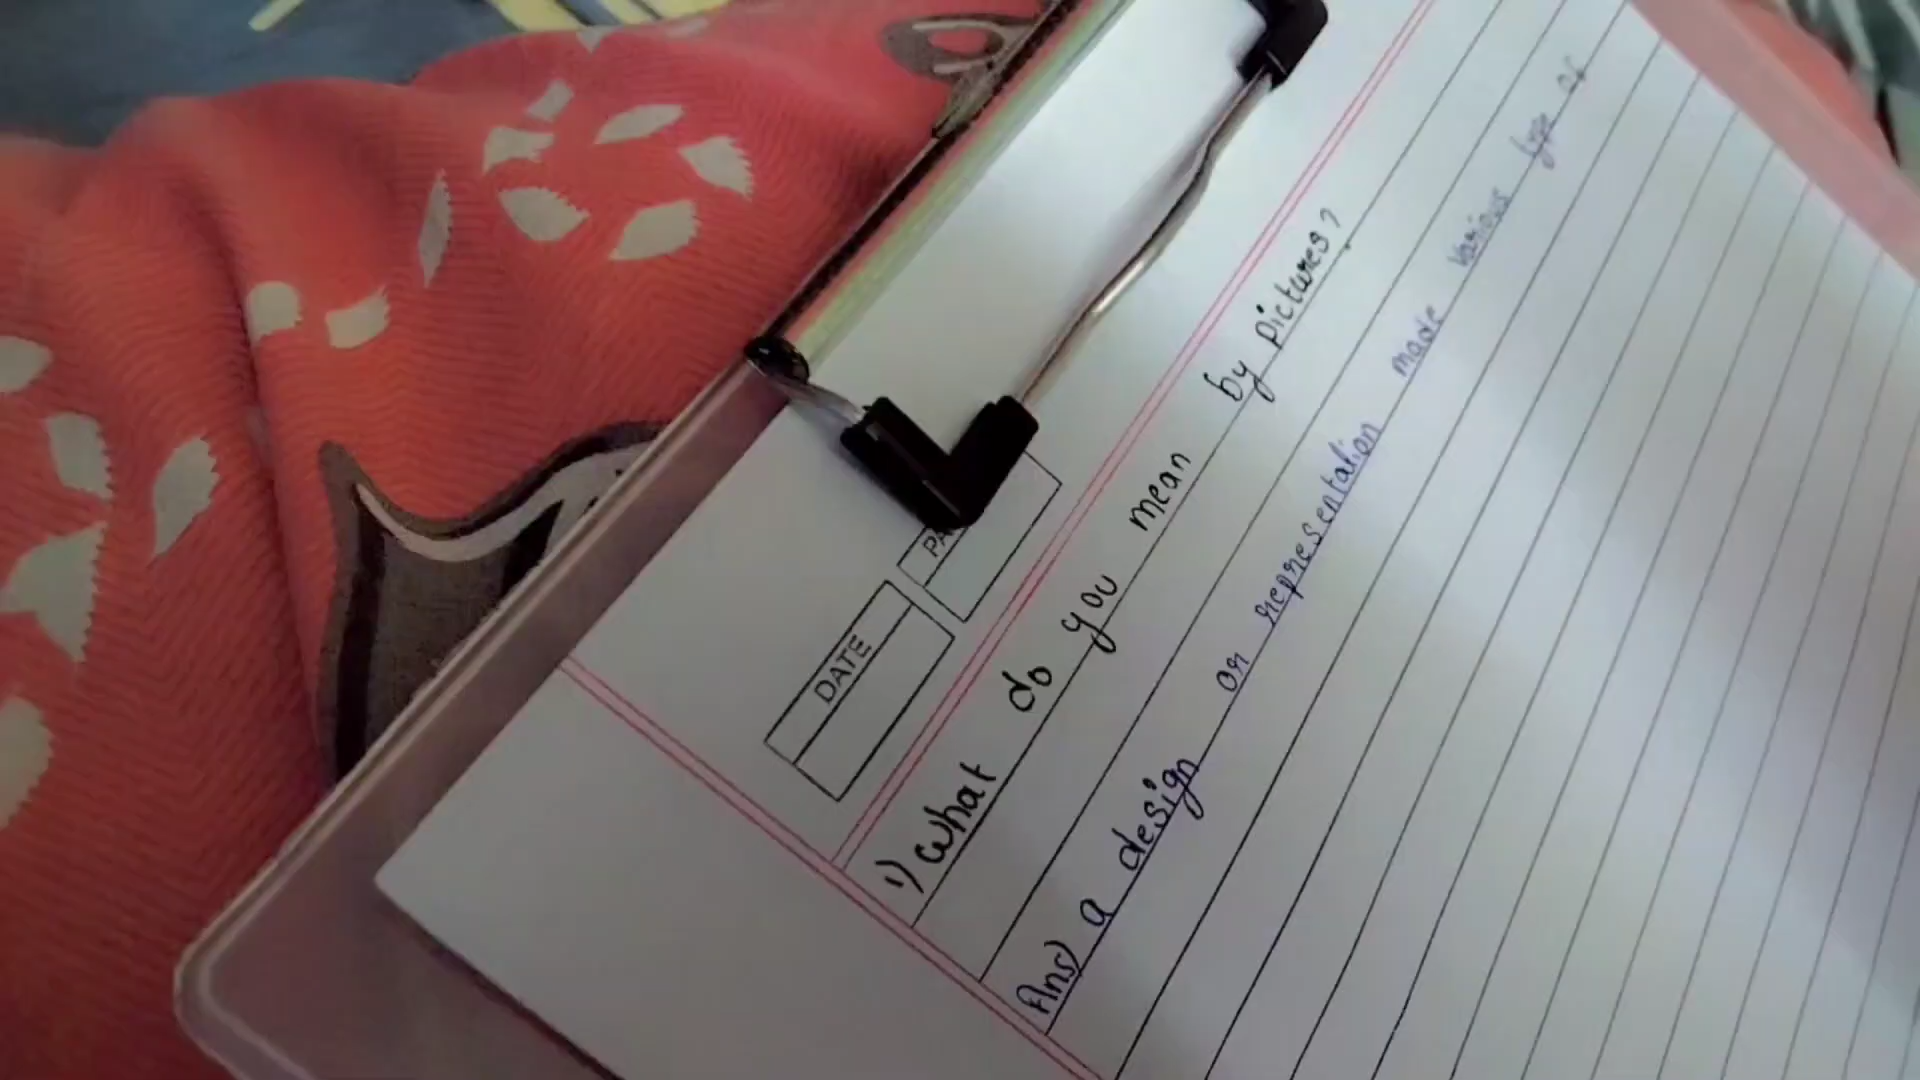 DATE
PA
1) What do you mean by pictures?
Ans) a design or representation made various type of